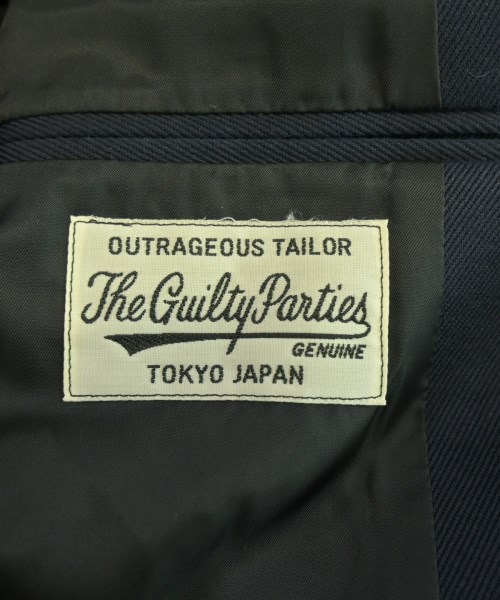 OUTRAGEOUS TAILOR
The Guilty Parties
GENUINE
TOKYO JAPAN